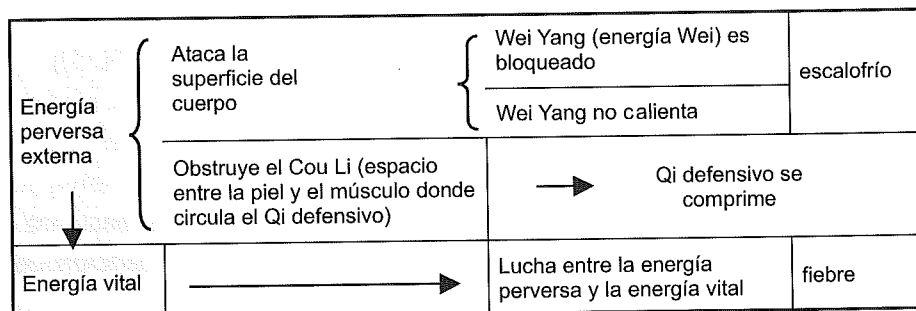 Energía
perversa
externa
Ataca la
superficie del
cuerpo
Wei Yang (energía Wei) es
bloqueado
Wei Yang no calienta
escalofrío
Obstruye el Cou Li (espacio
entre la piel y el músculo donde
circula el Qi defensivo)
Qi defensivo se
comprime
Energía vital
Lucha entre la energía
perversa y la energía vital
fiebre